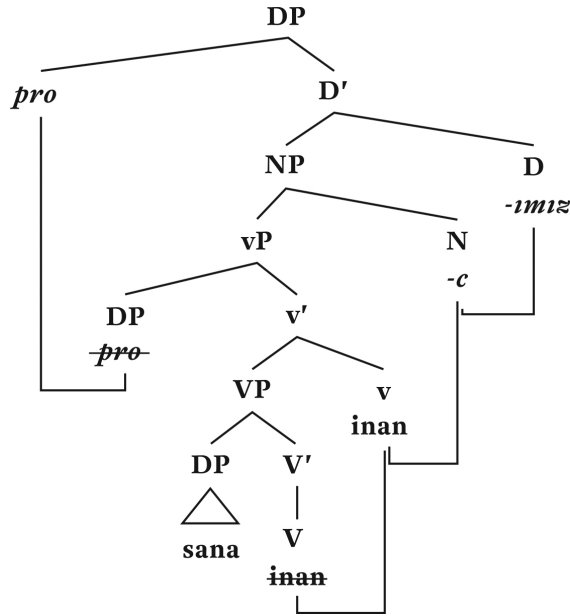 DP
pro
D′
NP D
-ımız
vP N
-c
DP v′
pro
VP v
inan
DP V′
V
sana
inan